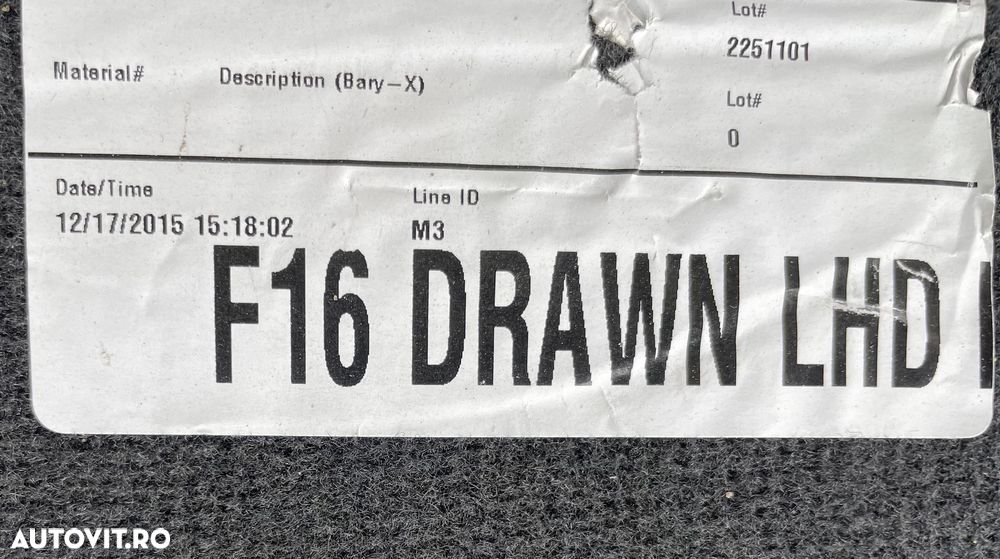 Lot#
2251101
Material#
Description (Bary-X)
Lot#
0
Date/Time
Line ID
12/17/2015 15:18:02
M3
F16 DRAWN LHD
AUTOVIT.RO